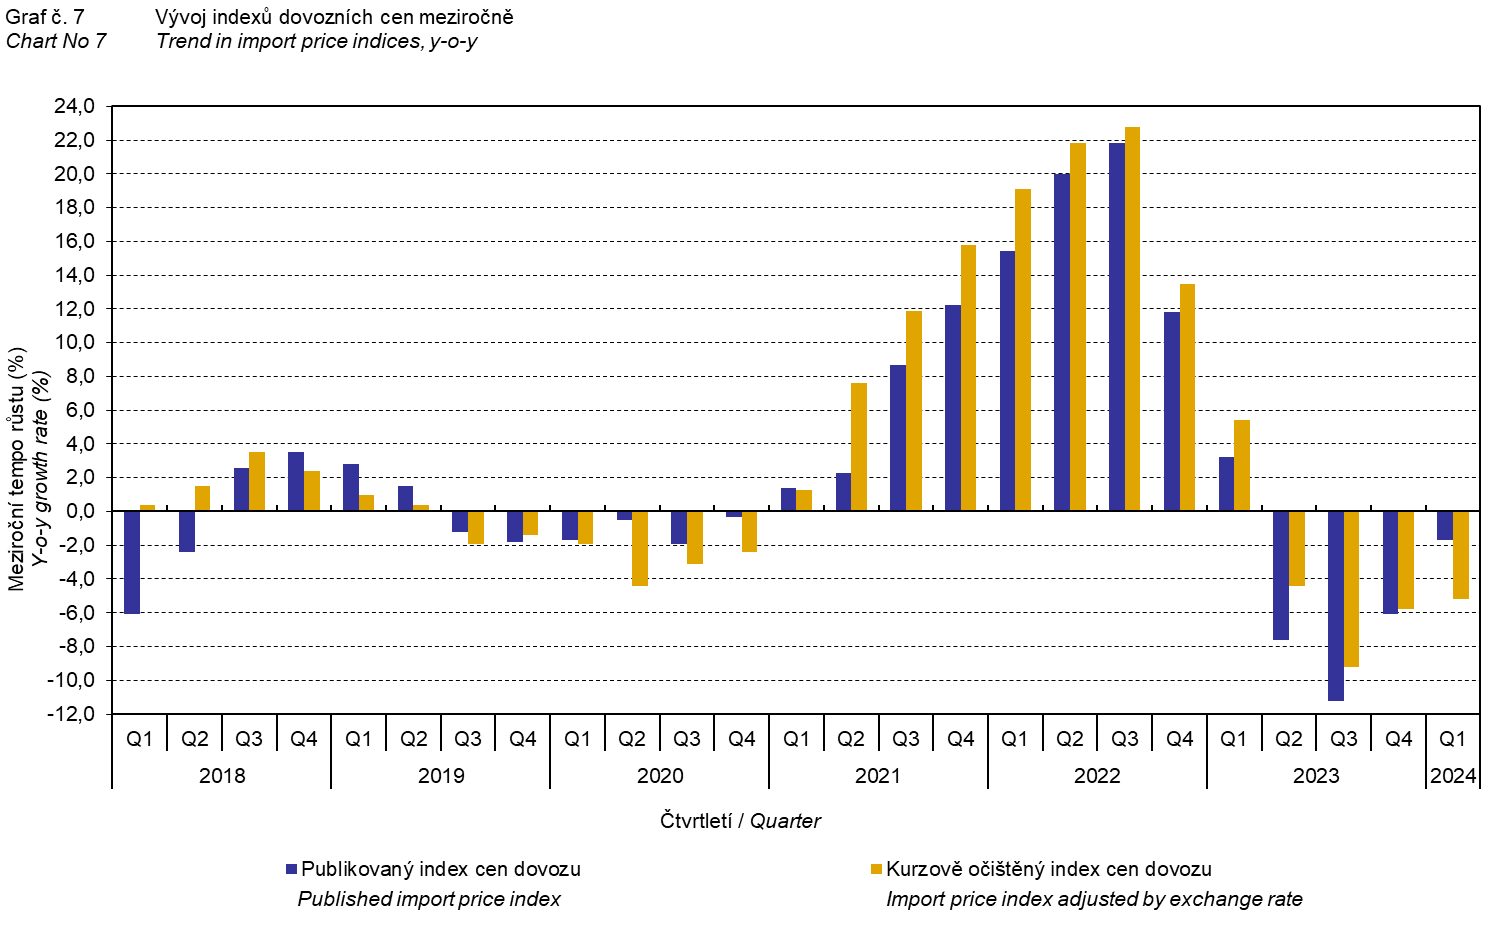 Graf č. 7 Vývoj indexů dovozních cen meziročně
Chart No 7 Trend in import price indices, y-o-y
Meziroční tempo růstu (%)
Y-o-y growth rate (%)
24,0
22,0
20,0
18,0
16,0
14,0
12,0
10,0
8,0
6,0
4,0
2,0
0,0
-2,0
-4,0
-6,0
-8,0
-10,0
-12,0
Q1 Q2 Q3 Q4 Q1 Q2 Q3 Q4 Q1 Q2 Q3 Q4 Q1 Q2 Q3 Q4 Q1 Q2 Q3 Q4 Q1 Q2 Q3 Q4 Q1
2018 2019 2020 2021 2022 2023 2024
Čtvrtletí / Quarter
Publikovaný index cen dovozu Kurzově očištěný index cen dovozu
Published import price index Import price index adjusted by exchange rate